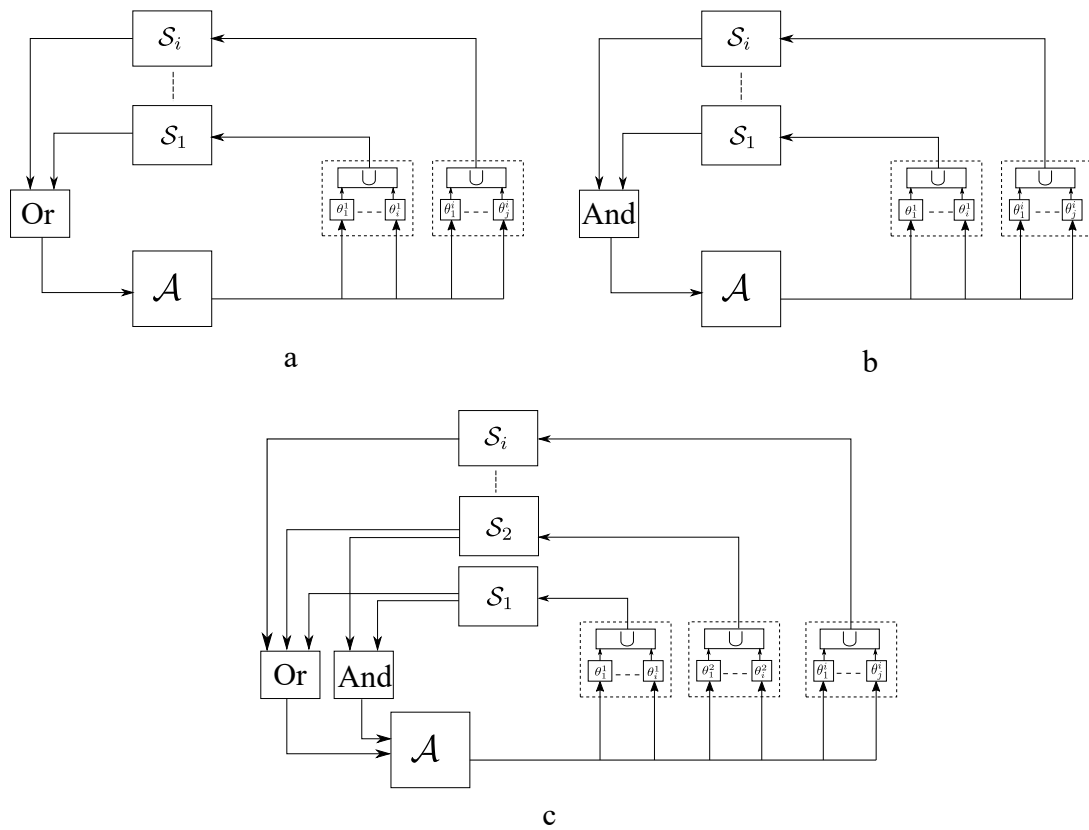 𝒮ᵢ
𝒮₁
Or
∪ ∪
θ₁¹ θᵢ¹ θ₁ⁱ θⱼⁱ
𝒜
a
𝒮ᵢ
𝒮₁
And
∪ ∪
θ₁¹ θᵢ¹ θ₁ⁱ θⱼⁱ
𝒜
b
𝒮ᵢ
𝒮₂
𝒮₁
Or And
∪ ∪ ∪
θ₁¹ θᵢ¹ θ₁² θᵢ² θ₁ⁱ θⱼⁱ
𝒜
c